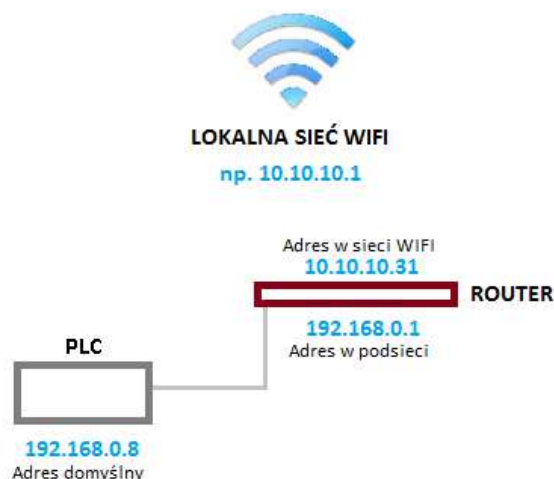 LOKALNA SIEĆ WIFI
np. 10.10.10.1
Adres w sieci WIFI
10.10.10.31
ROUTER
192.168.0.1
Adres w podsieci
PLC
192.168.0.8
Adres domyślny